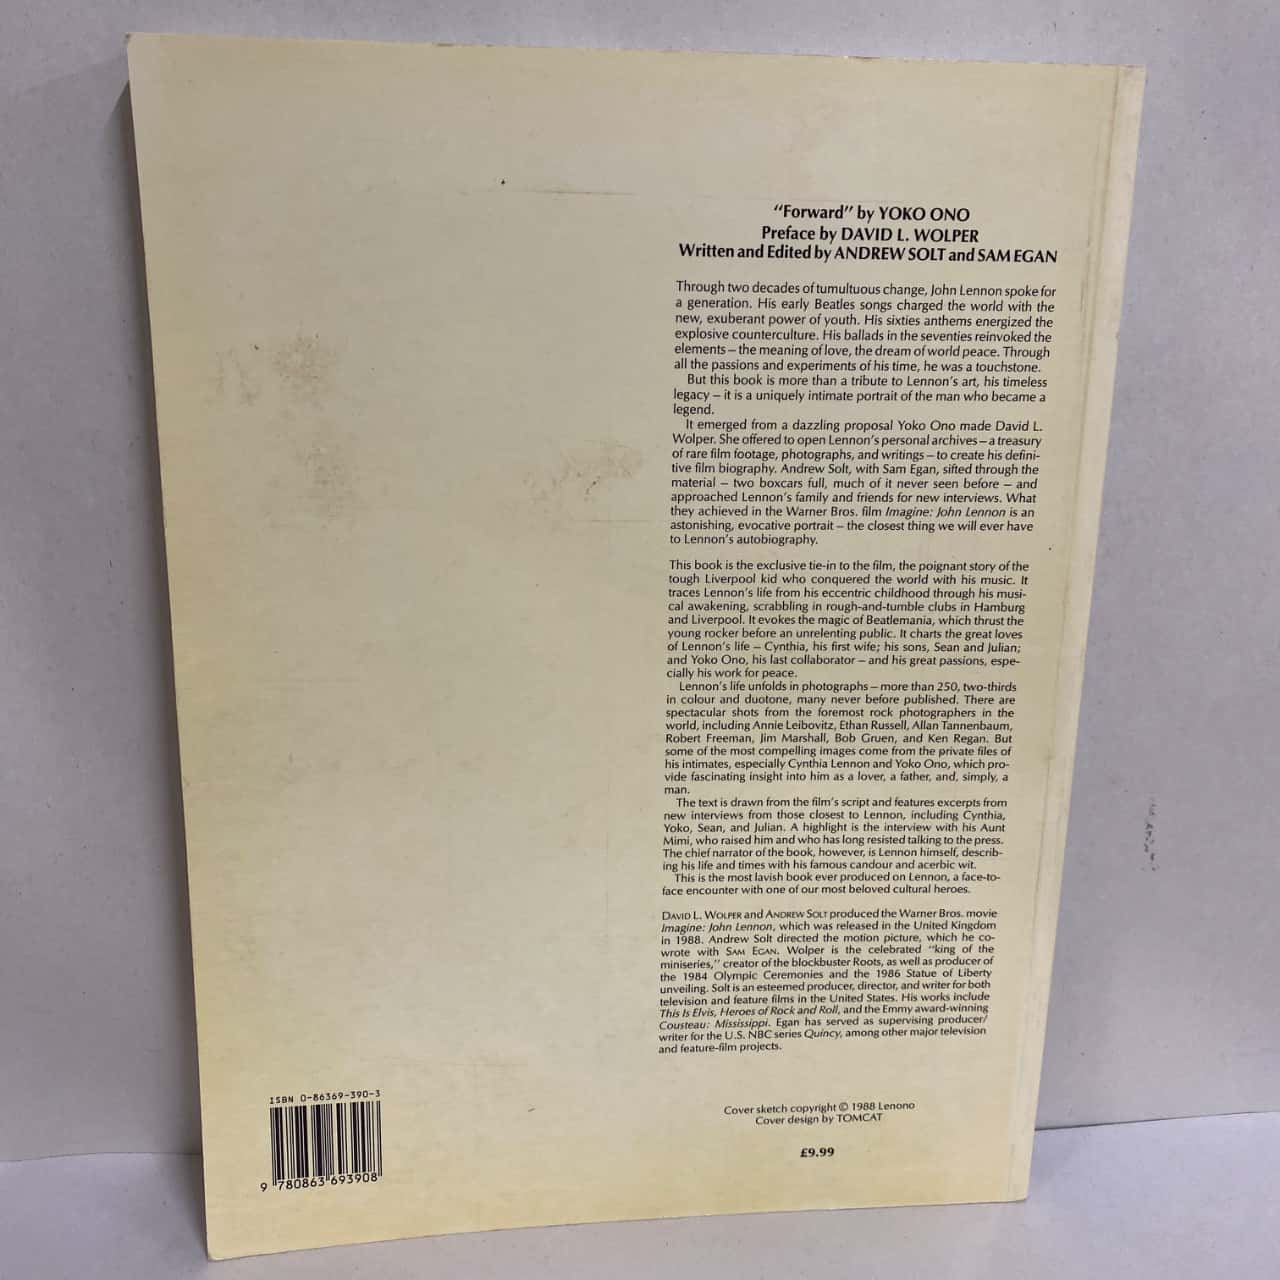 “Forward” by YOKO ONO
Preface by DAVID L. WOLPER
Written and Edited by ANDREW SOLT and SAM EGAN
Through two decades of tumultuous change, John Lennon spoke for
a generation. His early Beatles songs charged the world with the
new, exuberant power of youth. His sixties anthems energized the
explosive counterculture. His ballads in the seventies reinvoked the
elements – the meaning of love, the dream of world peace. Through
all the passions and experiments of his time, he was a touchstone.
But this book is more than a tribute to Lennon’s art, his timeless
legacy – it is a uniquely intimate portrait of the man who became a
legend.
It emerged from a dazzling proposal Yoko Ono made David L.
Wolper. She offered to open Lennon’s personal archives – a treasury
of rare film footage, photographs, and writings – to create his defini-
tive film biography. Andrew Solt, with Sam Egan, sifted through the
material – two boxcars full, much of it never seen before – and
approached Lennon’s family and friends for new interviews. What
they achieved in the Warner Bros. film Imagine: John Lennon is an
astonishing, evocative portrait – the closest thing we will ever have
to Lennon’s autobiography.
This book is the exclusive tie-in to the film, the poignant story of the
tough Liverpool kid who conquered the world with his music. It
traces Lennon’s life from his eccentric childhood through his musi-
cal awakening, scrabbling in rough-and-tumble clubs in Hamburg
and Liverpool. It evokes the magic of Beatlemania, which thrust the
young rocker before an unrelenting public. It charts the great loves
of Lennon’s life – Cynthia, his first wife; his sons, Sean and Julian;
and Yoko Ono, his last collaborator – and his great passions, espe-
cially his work for peace.
Lennon’s life unfolds in photographs – more than 250, two-thirds
in colour and duotone, many never before published. There are
spectacular shots from the foremost rock photographers in the
world, including Annie Leibovitz, Ethan Russell, Allan Tannenbaum,
Robert Freeman, Jim Marshall, Bob Gruen, and Ken Regan. But
some of the most compelling images come from the private files of
his intimates, especially Cynthia Lennon and Yoko Ono, which pro-
vide fascinating insight into him as a lover, a father, and, simply, a
man.
The text is drawn from the film’s script and features excerpts from
new interviews from those closest to Lennon, including Cynthia,
Yoko, Sean, and Julian. A highlight is the interview with his Aunt
Mimi, who raised him and who has long resisted talking to the press.
The chief narrator of the book, however, is Lennon himself, describ-
ing his life and times with his famous candour and acerbic wit.
This is the most lavish book ever produced on Lennon, a face-to-
face encounter with one of our most beloved cultural heroes.
DAVID L. WOLPER and ANDREW SOLT produced the Warner Bros. movie
Imagine: John Lennon, which was released in the United Kingdom
in 1988. Andrew Solt directed the motion picture, which he co-
wrote with SAM EGAN. Wolper is the celebrated “king of the
miniseries,” creator of the blockbuster Roots, as well as producer of
the 1984 Olympic Ceremonies and the 1986 Statue of Liberty
unveiling. Solt is an esteemed producer, director, and writer for both
television and feature films in the United States. His works include
This Is Elvis, Heroes of Rock and Roll, and the Emmy award-winning
Cousteau: Mississippi. Egan has served as supervising producer/
writer for the U.S. NBC series Quincy, among other major television
and feature-film projects.
Cover sketch copyright © 1988 Lenono
Cover design by TOMCAT
£9.99
ISBN 0-86369-390-3
9 780863 693908